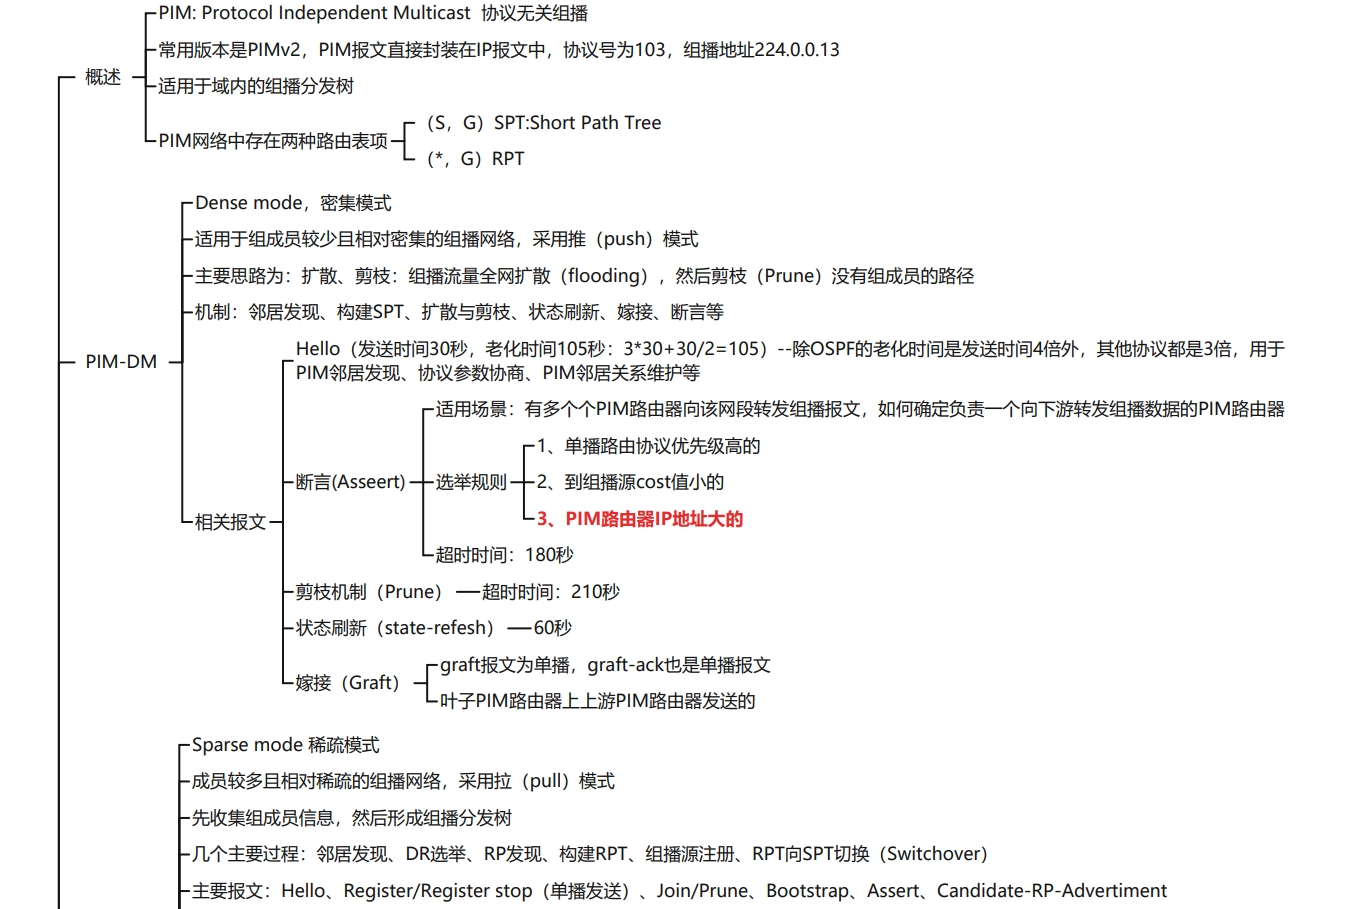 PIM: Protocol Independent Multicast 协议无关组播
常用版本是PIMv2，PIM报文直接封装在IP报文中，协议号为103，组播地址224.0.0.13
概述
适用于域内的组播分发树
PIM网络中存在两种路由表项
（S，G）SPT:Short Path Tree
（*，G）RPT
Dense mode，密集模式
适用于组成员较少且相对密集的组播网络，采用推（push）模式
主要思路为：扩散、剪枝：组播流量全网扩散（flooding），然后剪枝（Prune）没有组成员的路径
机制：邻居发现、构建SPT、扩散与剪枝、状态刷新、嫁接、断言等
PIM-DM
Hello（发送时间30秒，老化时间105秒：3*30+30/2=105）--除OSPF的老化时间是发送时间4倍外，其他协议都是3倍，用于
PIM邻居发现、协议参数协商、PIM邻居关系维护等
适用场景：有多个个PIM路由器向该网段转发组播报文，如何确定负责一个向下游转发组播数据的PIM路由器
断言(Asseert)
选举规则
1、单播路由协议优先级高的
2、到组播源cost值小的
3、PIM路由器IP地址大的
相关报文
超时时间：180秒
剪枝机制（Prune）
超时时间：210秒
状态刷新（state-refesh）
60秒
嫁接（Graft）
graft报文为单播，graft-ack也是单播报文
叶子PIM路由器上上游PIM路由器发送的
Sparse mode 稀疏模式
成员较多且相对稀疏的组播网络，采用拉（pull）模式
先收集组成员信息，然后形成组播分发树
几个主要过程：邻居发现、DR选举、RP发现、构建RPT、组播源注册、RPT向SPT切换（Switchover）
主要报文：Hello、Register/Register stop（单播发送）、Join/Prune、Bootstrap、Assert、Candidate-RP-Advertiment